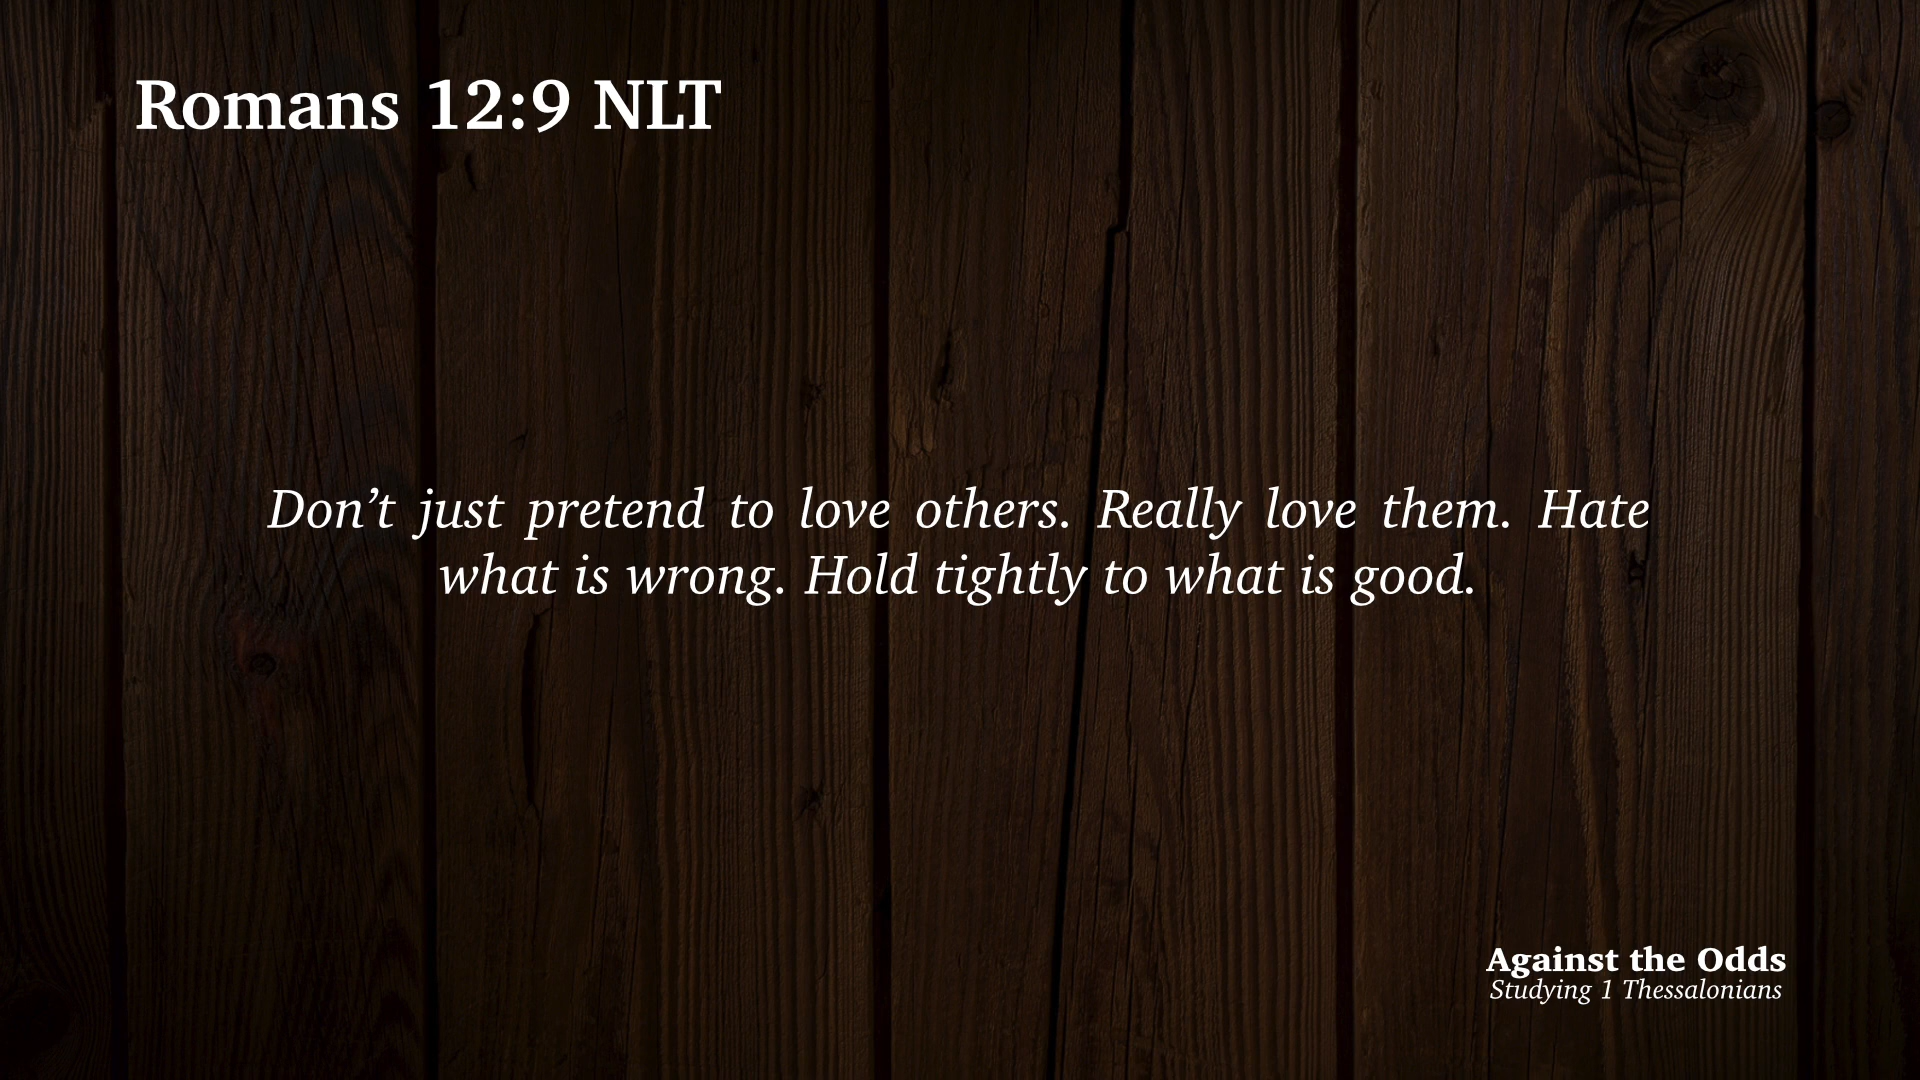 Romans 12:9 NLT
Don’t just pretend to love others. Really love them. Hate
what is wrong. Hold tightly to what is good.
Against the Odds
Studying 1 Thessalonians